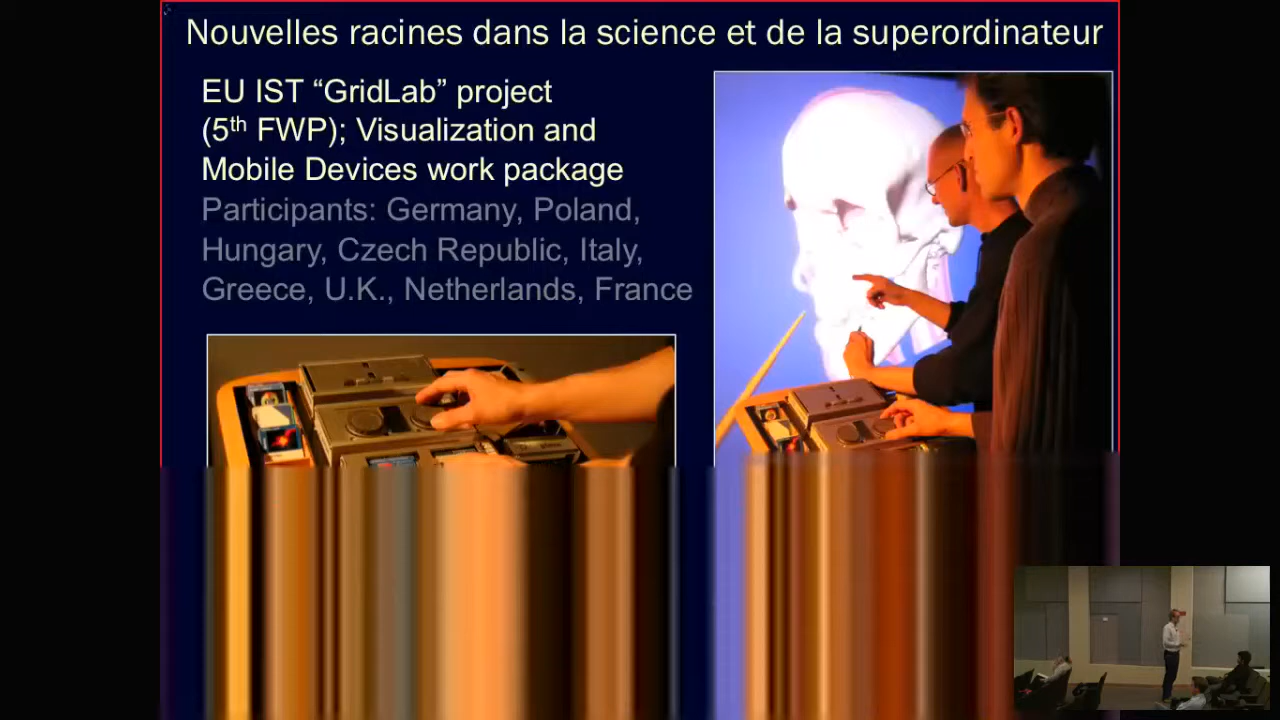 Nouvelles racines dans la science et de la superordinateur
EU IST “GridLab” project
(5th FWP); Visualization and
Mobile Devices work package
Participants: Germany, Poland,
Hungary, Czech Republic, Italy,
Greece, U.K., Netherlands, France